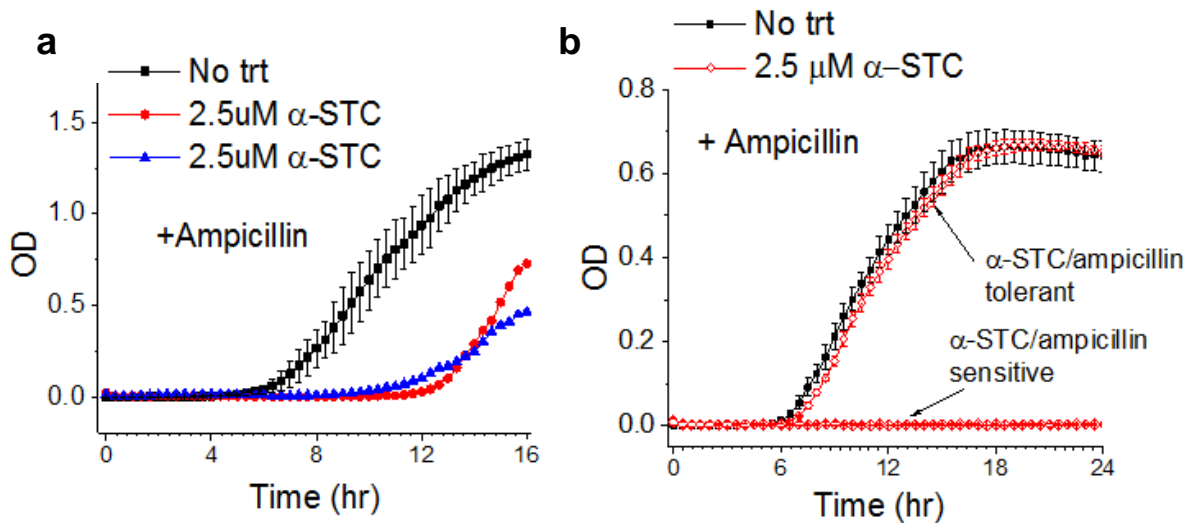 a
No trt
2.5uM α-STC
2.5uM α-STC
+Ampicillin
OD
1.5
1.0
0.5
0.0
0
4
8
12
16
Time (hr)
b
No trt
2.5 μM α–STC
+ Ampicillin
OD
0.8
0.6
0.4
0.2
0.0
α-STC/ampicillin
tolerant
α-STC/ampicillin
sensitive
0
6
12
18
24
Time (hr)